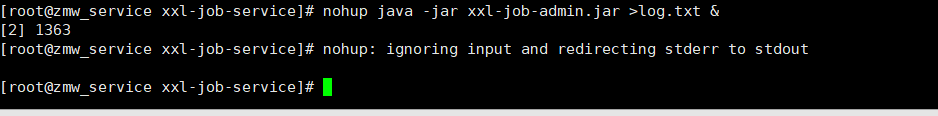 [root@zmw_service xxl-job-service]# nohup java -jar xxl-job-admin.jar >log.txt &
[2] 1363
[root@zmw_service xxl-job-service]# nohup: ignoring input and redirecting stderr to stdout
[root@zmw_service xxl-job-service]#